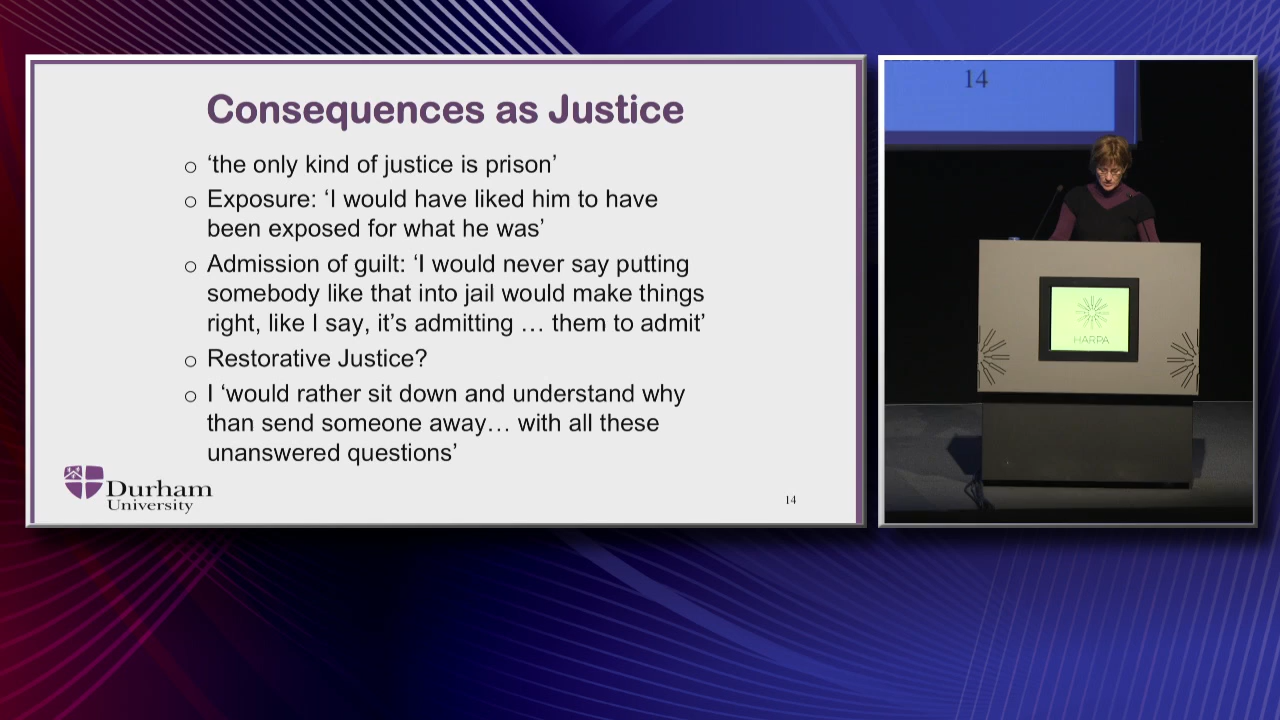 Consequences as Justice
‘the only kind of justice is prison’
Exposure: ‘I would have liked him to have
been exposed for what he was’
Admission of guilt: ‘I would never say putting
somebody like that into jail would make things
right, like I say, it’s admitting … them to admit’
Restorative Justice?
I ‘would rather sit down and understand why
than send someone away… with all these
unanswered questions’
Durham
University
14
14
HARPA